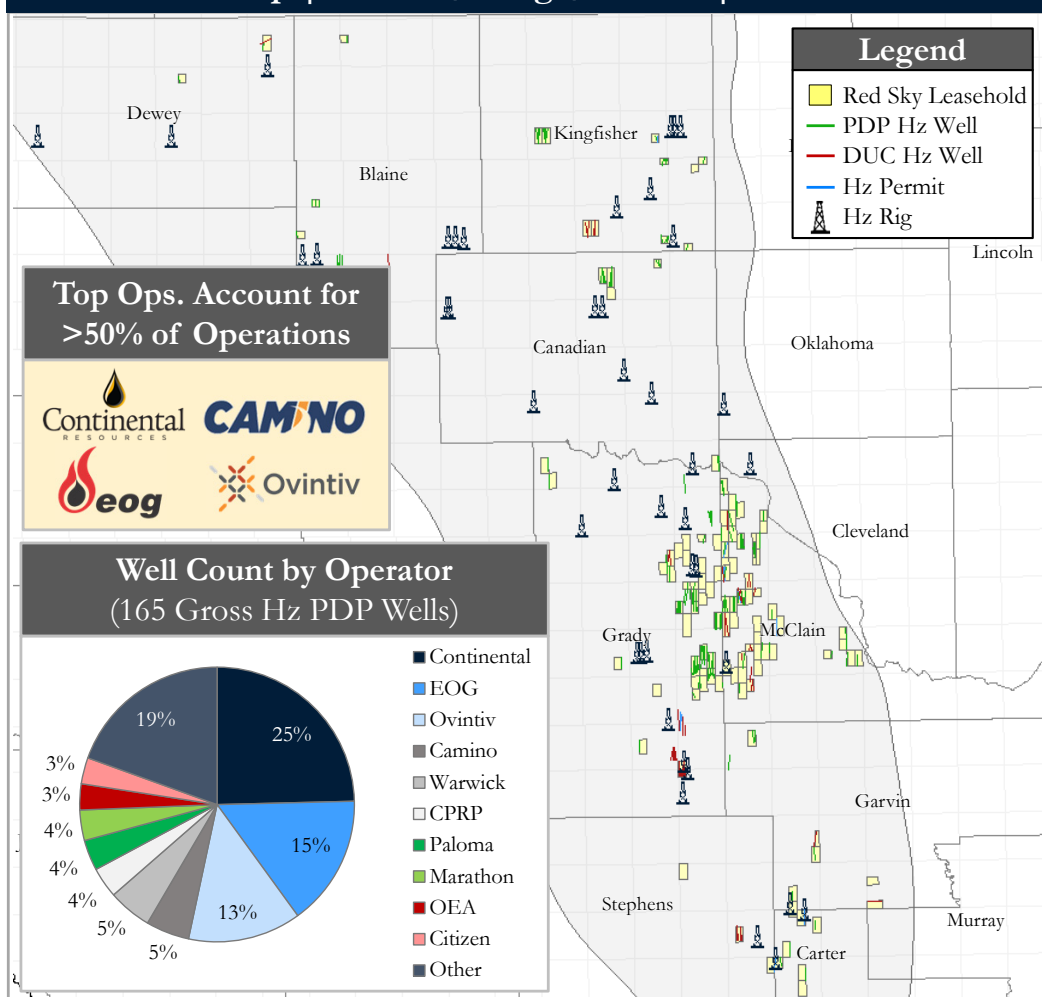 Legend
Red Sky Leasehold
PDP Hz Well
DUC Hz Well
Hz Permit
Hz Rig
Dewey
Kingfisher
Blaine
Lincoln
Top Ops. Account for
>50% of Operations
Continental
RESOURCES
CAMINO
eog
Ovintiv
Canadian
Oklahoma
Cleveland
Grady
McClain
Garvin
Stephens
Murray
Carter
Well Count by Operator
(165 Gross Hz PDP Wells)
25%
15%
13%
5%
5%
4%
4%
4%
3%
3%
19%
Continental
EOG
Ovintiv
Camino
Warwick
CPRP
Paloma
Marathon
OEA
Citizen
Other